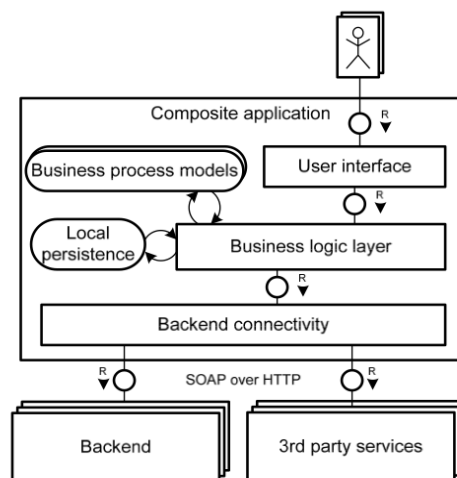 Composite application
R
User interface
Business process models
R
Local
persistence
Business logic layer
R
Backend connectivity
R
SOAP over HTTP
R
Backend
3rd party services